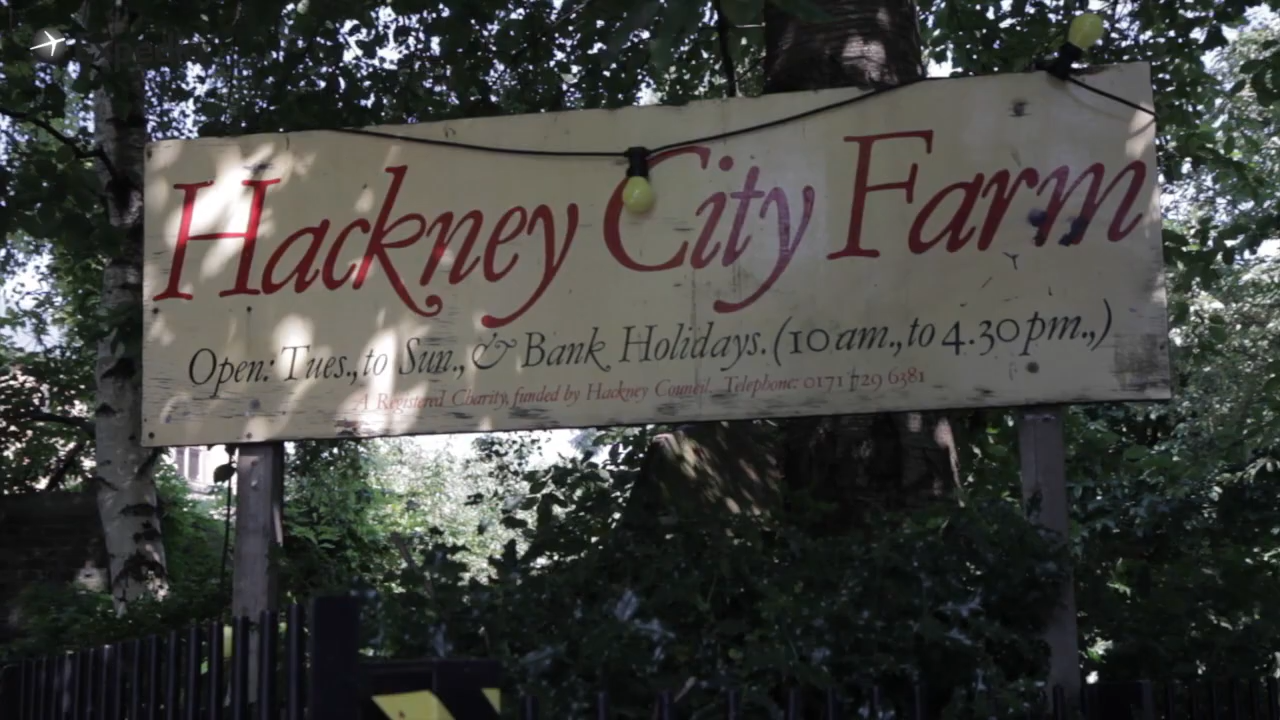 Hackney City Farm
Open: Tues., to Sun., & Bank Holidays. (10 am., to 4.30 pm.,)
A Registered Charity, funded by Hackney Council. Telephone: 0171 729 6381